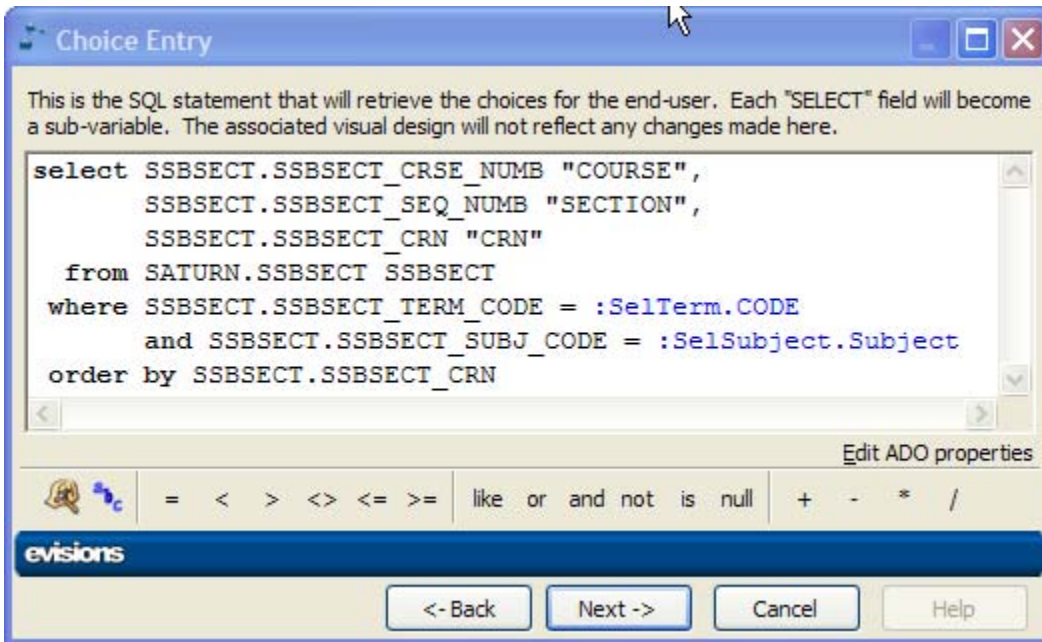 Choice Entry
This is the SQL statement that will retrieve the choices for the end-user. Each "SELECT" field will become
a sub-variable. The associated visual design will not reflect any changes made here.
select SSBSECT.SSBSECT_CRSE_NUMB "COURSE",
SSBSECT.SSBSECT_SEQ_NUMB "SECTION",
SSBSECT.SSBSECT_CRN "CRN"
from SATURN.SSBSECT SSBSECT
where SSBSECT.SSBSECT_TERM_CODE = :SelTerm.CODE
and SSBSECT.SSBSECT_SUBJ_CODE = :SelSubject.Subject
order by SSBSECT.SSBSECT_CRN
Edit ADO properties
abc = < > <> <= >= like or and not is null + - * /
evisions
<- Back Next -> Cancel Help